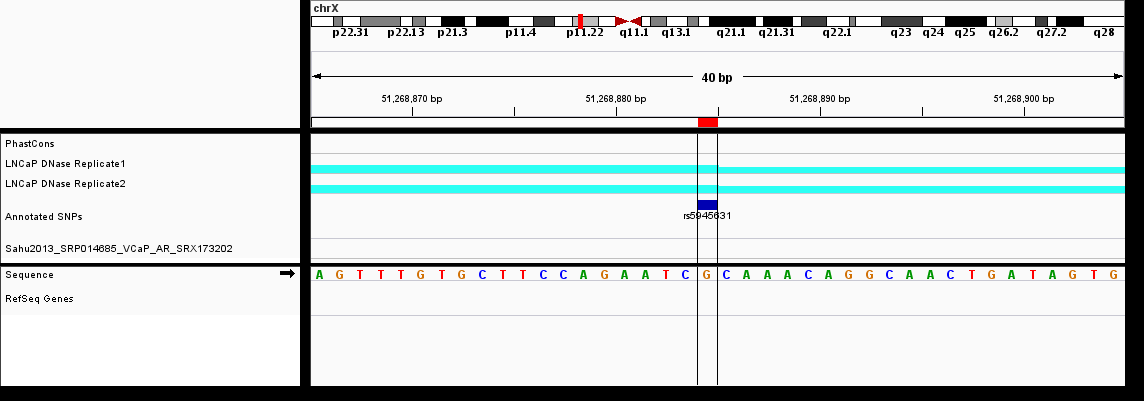 chrX
p22.31 p22.13 p21.3 p11.4 p11.22 q11.1 q13.1 q21.1 q21.31 q22.1 q23 q24 q25 q26.2 q27.2 q28
40 bp
51,268,870 bp 51,268,880 bp 51,268,890 bp 51,268,900 bp
PhastCons
LNCaP DNase Replicate1
LNCaP DNase Replicate2
Annotated SNPs rs5945631
Sahu2013_SRP014685_VCaP_AR_SRX173202
Sequence A G T T T G T G C T T C C A G A A T C G C A A A C A G G C A A C T G A T A G T G
RefSeq Genes